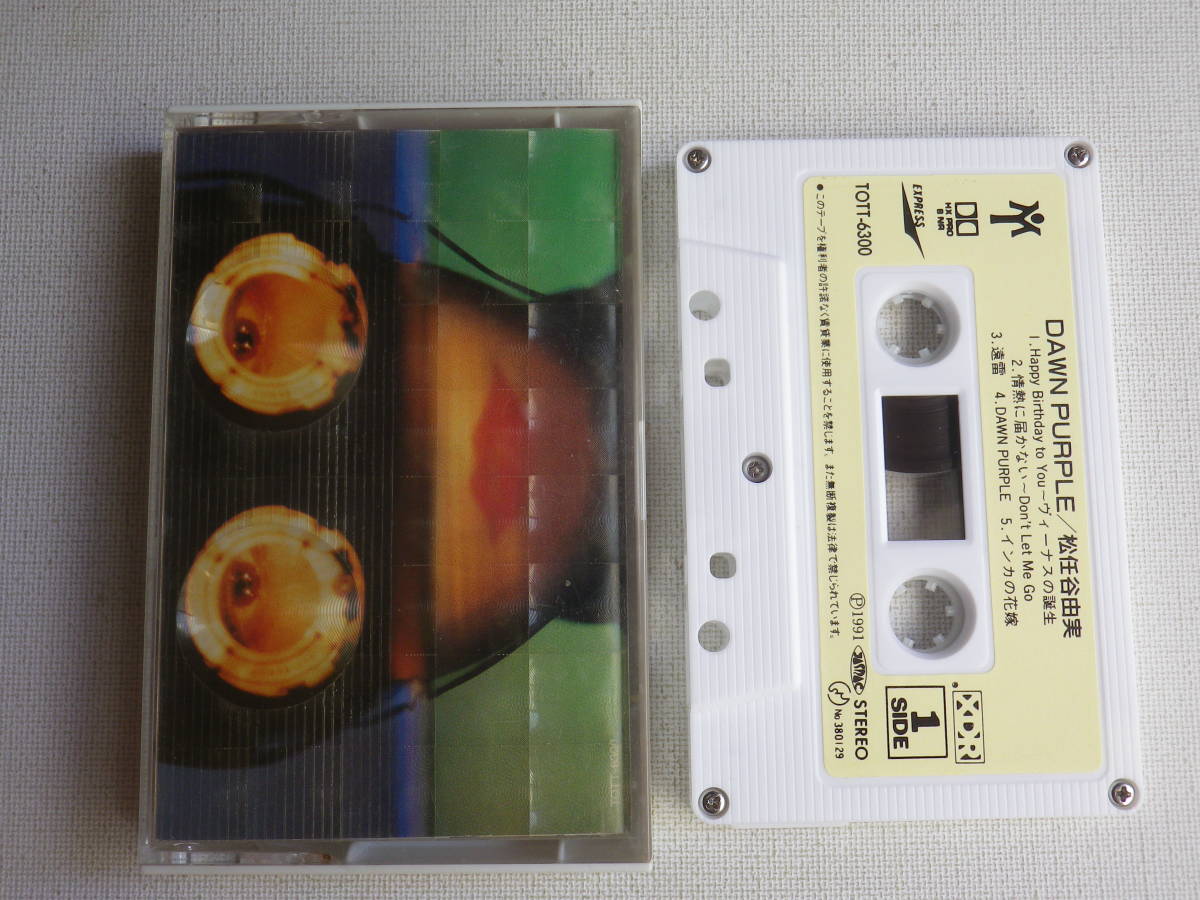 DAWN PURPLE/松任谷由実
1.Happy Birthday to You~ヴィーナスの誕生
2.情熱に届かない~Don't Let Me Go
3.遠雷 4.DAWN PURPLE 5.インカの花嫁
HX PRO
B NR
EXPRESS
TOTT-6300
XDR
®
1
SIDE
STEREO
No 380129
Ⓟ1991
JASRAC
●このテープを権利者の許諾なく賃貸業に使用することを禁じます。また無断複製は法律で禁じられています。